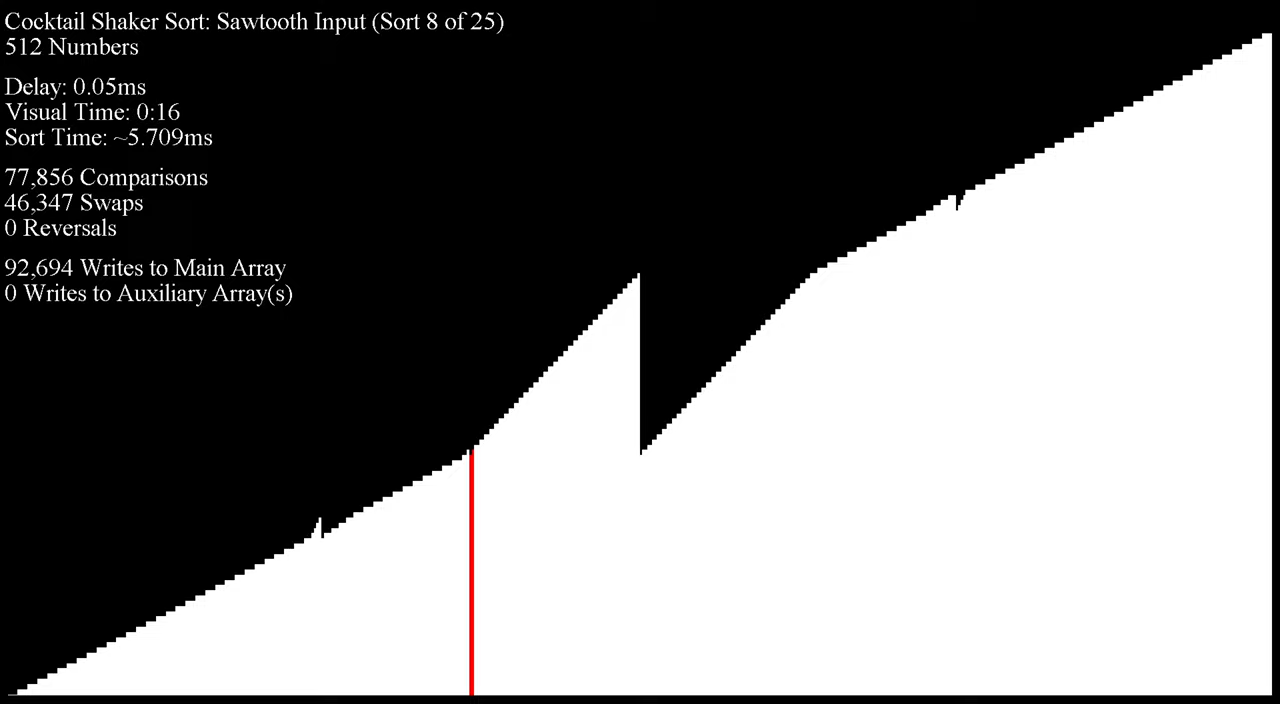 Cocktail Shaker Sort: Sawtooth Input (Sort 8 of 25)
512 Numbers
Delay: 0.05ms
Visual Time: 0:16
Sort Time: ~5.709ms
77,856 Comparisons
46,347 Swaps
0 Reversals
92,694 Writes to Main Array
0 Writes to Auxiliary Array(s)